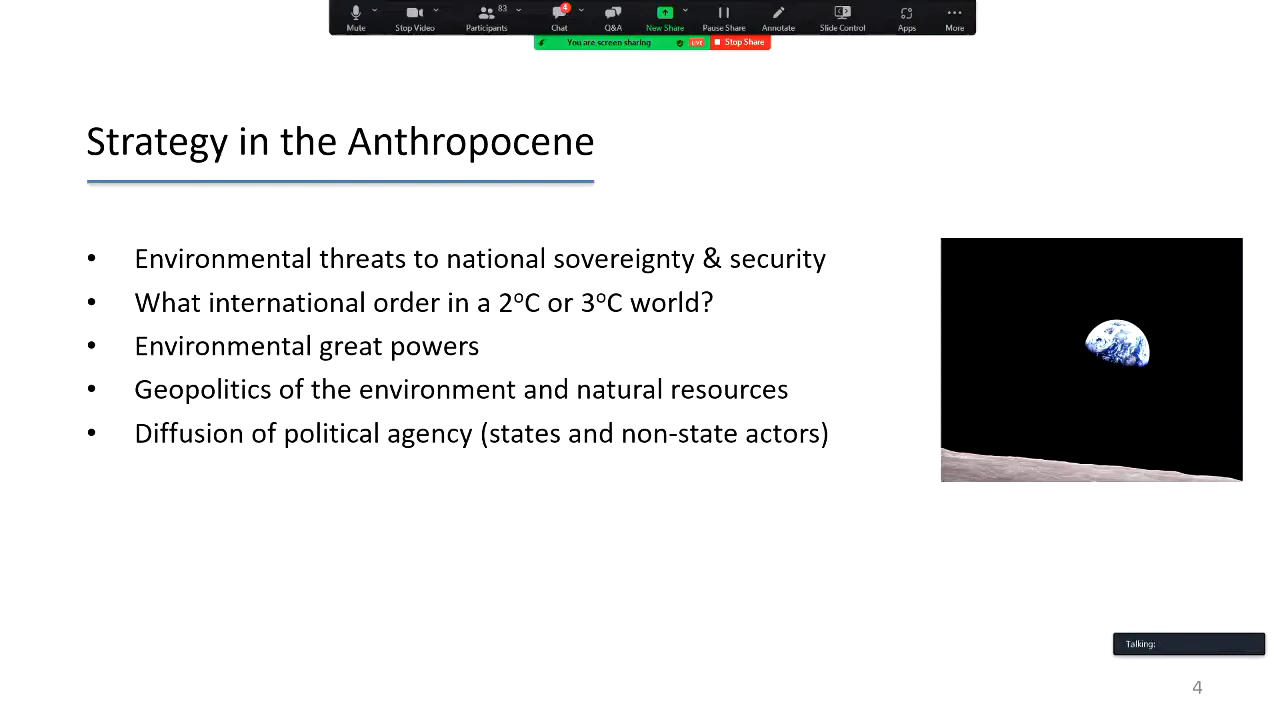 83
4
Mute
Stop Video
Participants
Chat
Q&A
New Share
Pause Share
Annotate
Slide Control
Apps
More
You are screen sharing
LIVE
Stop Share
Strategy in the Anthropocene
• Environmental threats to national sovereignty & security
• What international order in a 2°C or 3°C world?
• Environmental great powers
• Geopolitics of the environment and natural resources
• Diffusion of political agency (states and non-state actors)
Talking:
4